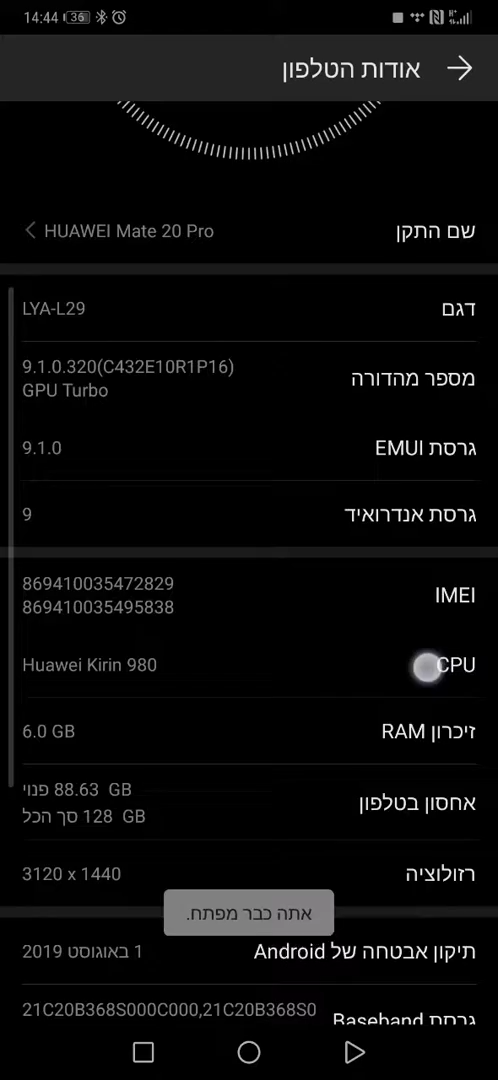 14:44 36
אודות הטלפון
שם התקן HUAWEI Mate 20 Pro
דגם LYA-L29
מספר מהדורה 9.1.0.320(C432E10R1P16)
GPU Turbo
גרסת EMUI 9.1.0
גרסת אנדרואיד 9
IMEI 869410035472829
869410035495838
CPU Huawei Kirin 980
זיכרון RAM 6.0 GB
אחסון בטלפון 88.63 GB פנוי
128 GB סך הכל
רזולוציה 3120 x 1440
אתה כבר מפתח.
תיקון אבטחה של Android 1 באוגוסט 2019
גרסת Baseband 21C20B368S000C000,21C20B368S0